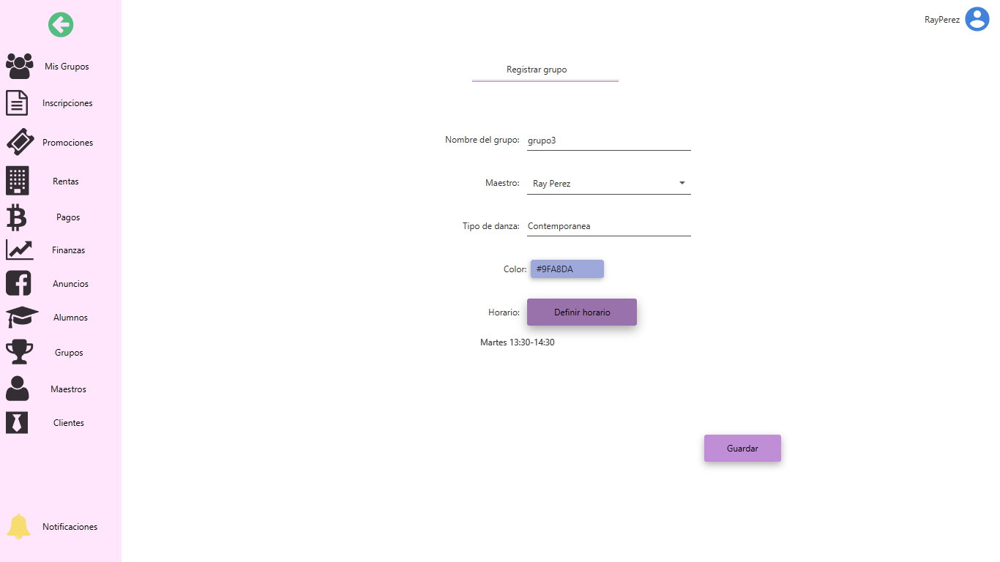 RayPerez
Mis Grupos
Inscripciones
Promociones
Rentas
Pagos
Finanzas
Anuncios
Alumnos
Grupos
Maestros
Clientes
Notificaciones
Registrar grupo
Nombre del grupo: grupo3
Maestro: Ray Perez
Tipo de danza: Contemporanea
Color: #9FA8DA
Horario: Definir horario
Martes 13:30-14:30
Guardar